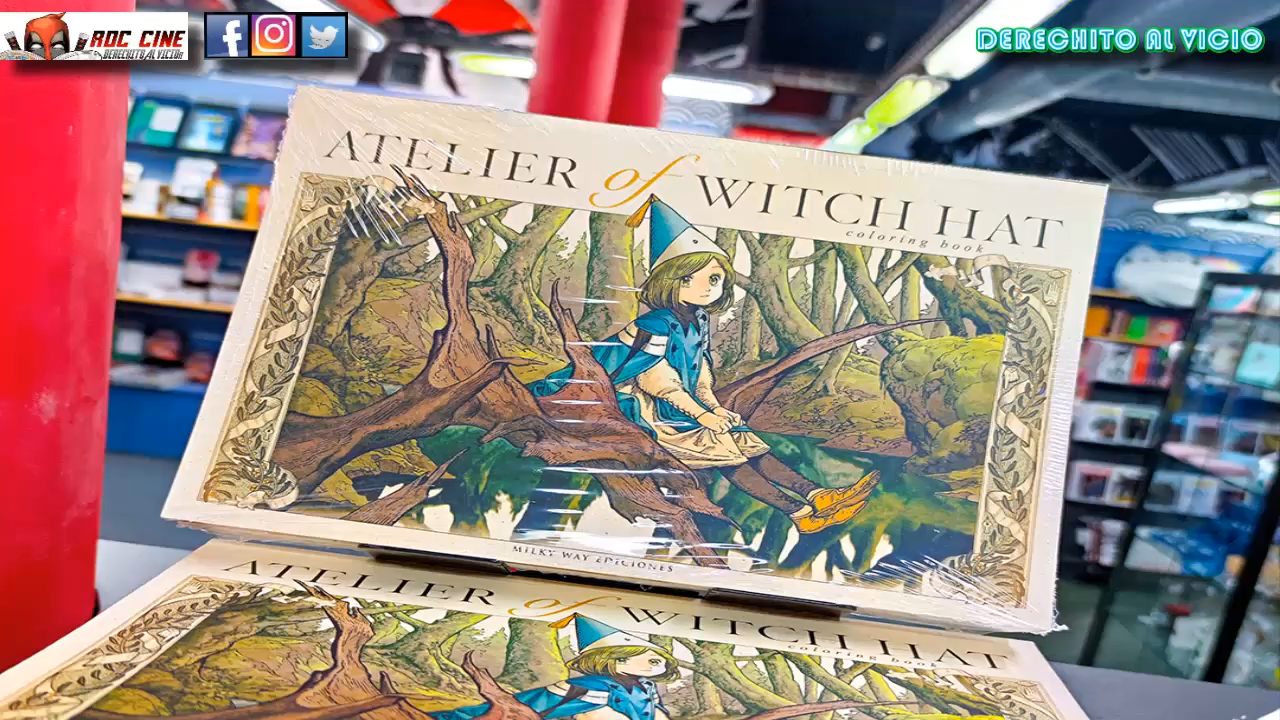 RDC CINE
DERECHITO AL VICIO!!
DERECHITO AL VICIO
ATELIER of WITCH HAT
coloring book
MILKY WAY EDICIONES
ATELIER of WITCH HAT
coloring book